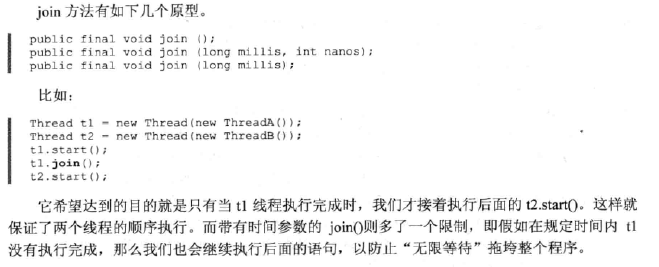 join 方法有如下几个原型。
public final void join ();
public final void join (long millis, int nanos);
public final void join (long millis);
比如:
Thread t1 = new Thread(new ThreadA());
Thread t2 = new Thread(new ThreadB());
t1.start();
t1.join();
t2.start();
它希望达到的目的就是只有当 t1 线程执行完成时，我们才接着执行后面的 t2.start()。这样就
保证了两个线程的顺序执行。而带有时间参数的 join()则多了一个限制，即假如在规定时间内 t1
没有执行完成，那么我们也会继续执行后面的语句，以防止“无限等待”拖垮整个程序。